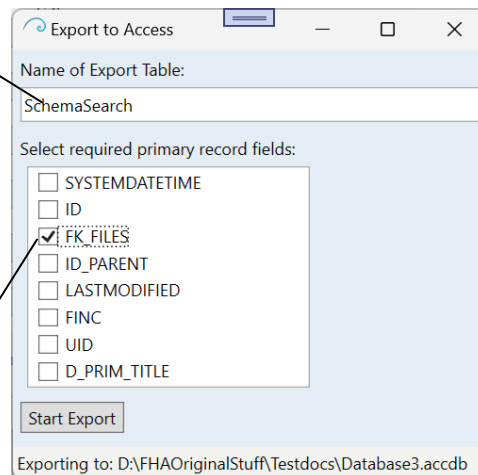 Export to Access
Name of Export Table:
SchemaSearch
Select required primary record fields:
SYSTEMDATETIME
ID
FK_FILES
ID_PARENT
LASTMODIFIED
FINC
UID
D_PRIM_TITLE
Start Export
Exporting to: D:\FHAOriginalStuff\Testdocs\Database3.accdb